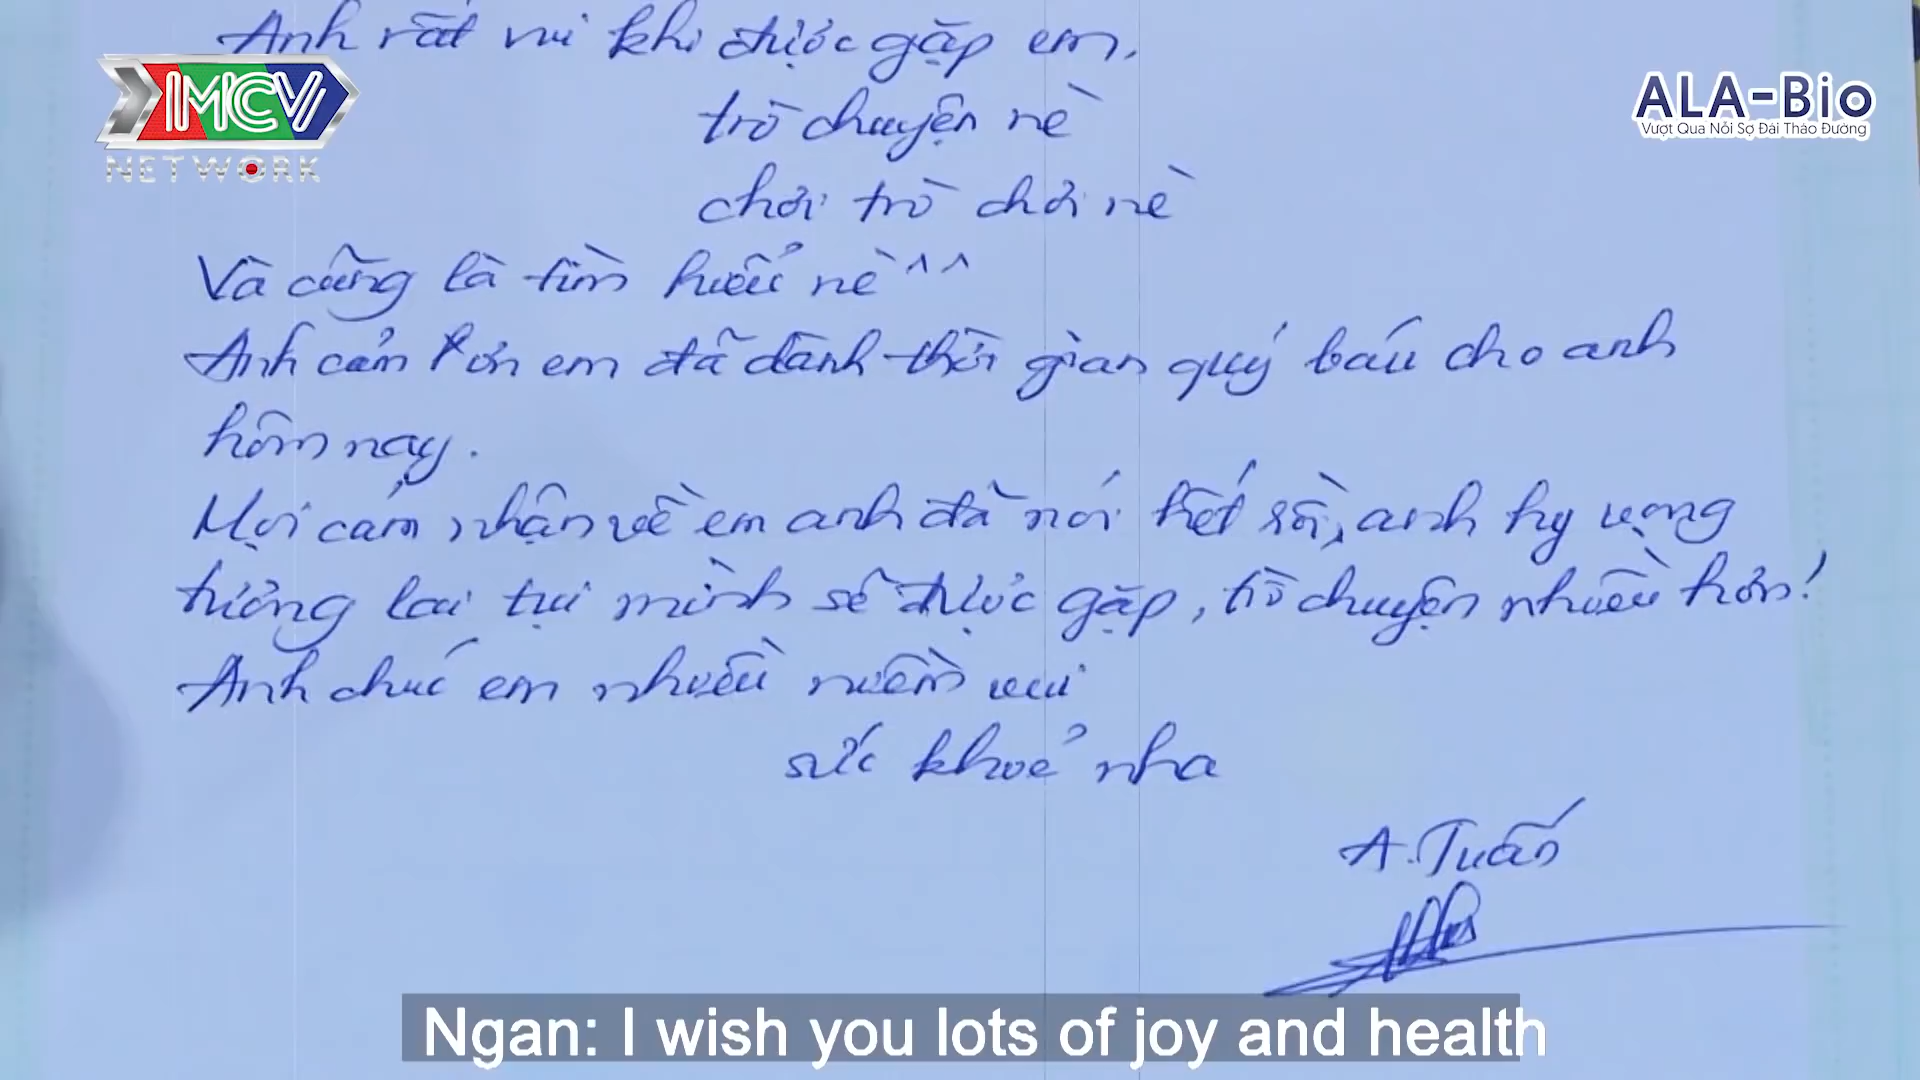 Anh rất vui khi được gặp em.
MCV
NETWORK
ALA-Bio
Vượt Qua Nỗi Sợ Đái Tháo Đường
trò chuyện nè
chơi trò chơi nè
Và cũng là tìm hiểu nè ^^
Anh cảm ơn em đã dành thời gian quý báu cho anh
hôm nay.
Mọi cảm nhận về em anh đã nói hết rồi, anh hy vọng
tương lai tụi mình sẽ được gặp, trò chuyện nhiều hơn!
Anh chúc em nhiều niềm vui
sức khoẻ nha
A. Tuấn
Ngan: I wish you lots of joy and health